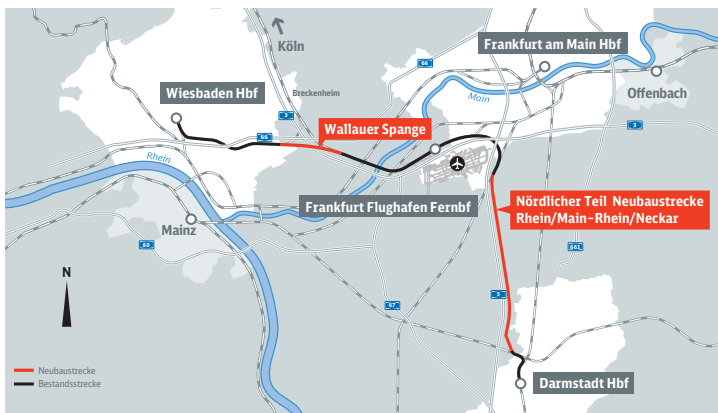 Köln
Frankfurt am Main Hbf
66
Wiesbaden Hbf
Breckenheim
Main
Offenbach
3
66
Wallauer Spange
3
Rhein
Frankfurt Flughafen Fernbf
Nördlicher Teil Neubaustrecke
Rhein/Main–Rhein/Neckar
Mainz
60
661
N
5
67
Neubaustrecke
Bestandsstrecke
Darmstadt Hbf